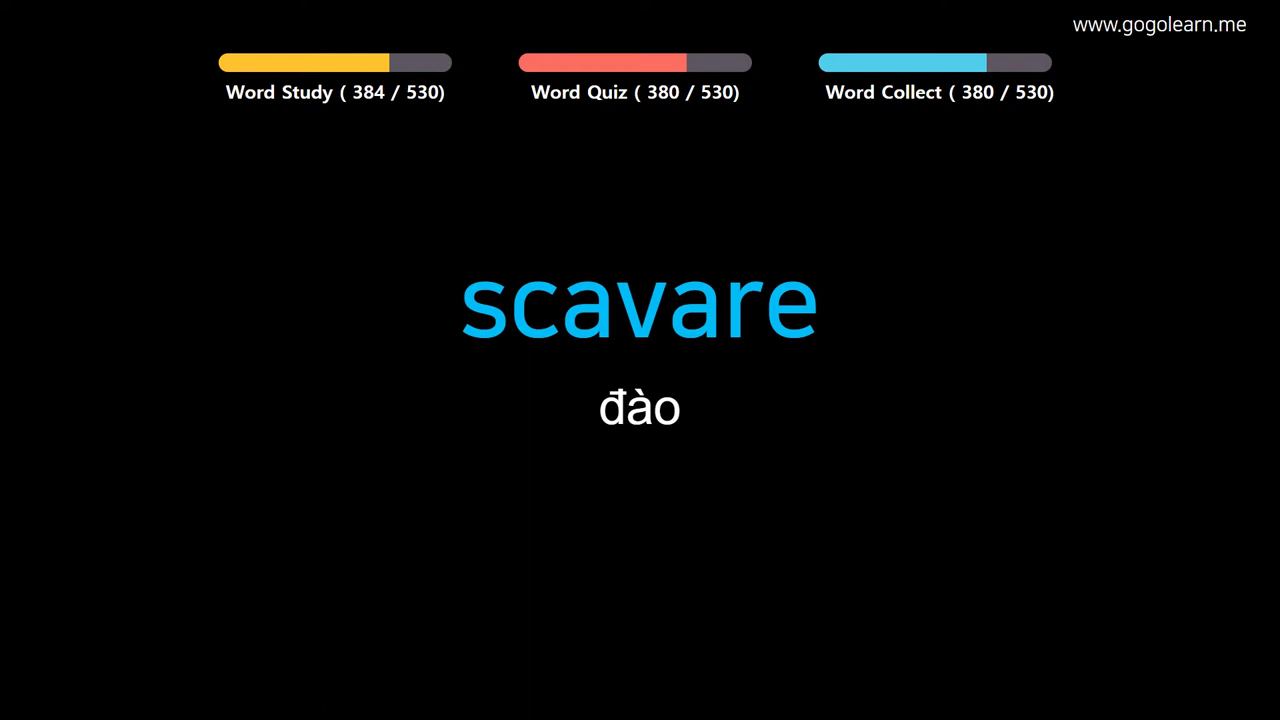 www.gogolearn.me
Word Study ( 384 / 530)
Word Quiz ( 380 / 530)
Word Collect ( 380 / 530)
scavare
đào